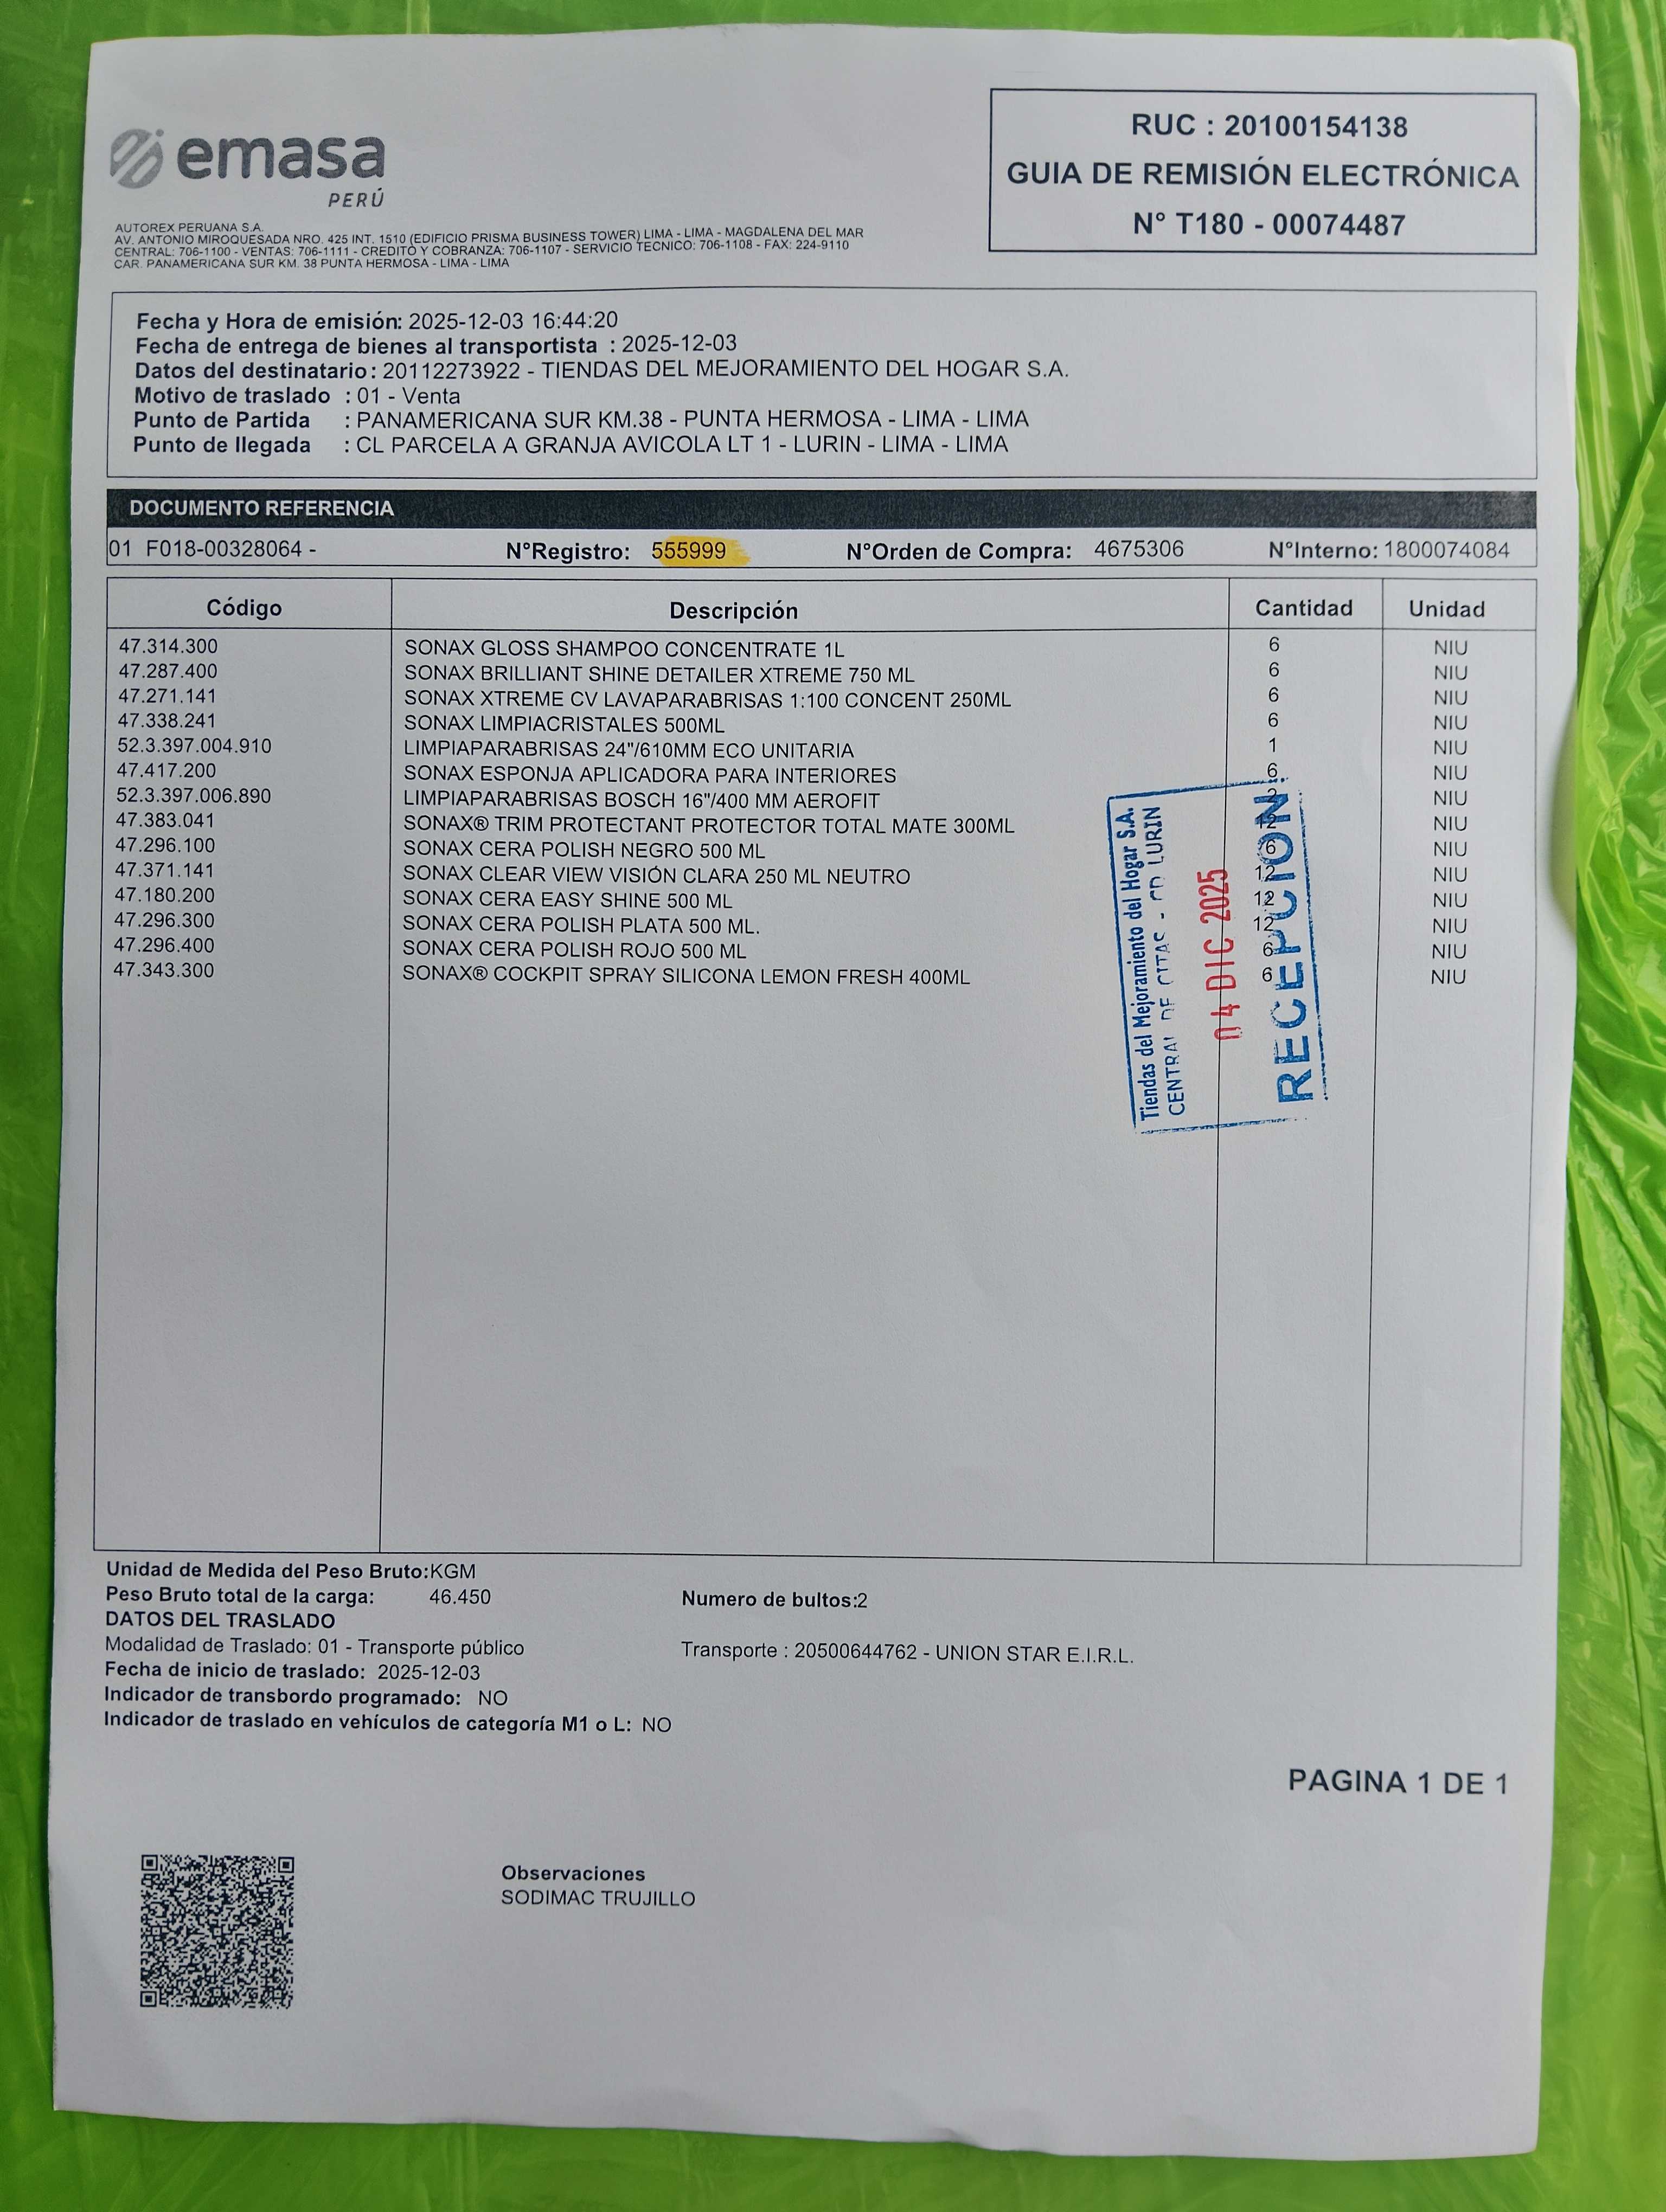 emasa
PERÚ
RUC : 20100154138
GUIA DE REMISIÓN ELECTRÓNICA
N° T180 - 00074487
AUTOREX PERUANA S.A.
AV. ANTONIO MIROQUESADA NRO. 425 INT. 1510 (EDIFICIO PRISMA BUSINESS TOWER) LIMA - LIMA - MAGDALENA DEL MAR
CENTRAL: 706-1100 - VENTAS: 706-1111 - CREDITO Y COBRANZA: 706-1107 - SERVICIO TECNICO: 706-1108 - FAX: 224-9110
CAR. PANAMERICANA SUR KM. 38 PUNTA HERMOSA - LIMA - LIMA
Fecha y Hora de emisión: 2025-12-03 16:44:20
Fecha de entrega de bienes al transportista : 2025-12-03
Datos del destinatario: 20112273922 - TIENDAS DEL MEJORAMIENTO DEL HOGAR S.A.
Motivo de traslado : 01 - Venta
Punto de Partida : PANAMERICANA SUR KM.38 - PUNTA HERMOSA - LIMA - LIMA
Punto de llegada : CL PARCELA A GRANJA AVICOLA LT 1 - LURIN - LIMA - LIMA
DOCUMENTO REFERENCIA
01 F018-00328064 - N°Registro: 555999 N°Orden de Compra: 4675306 N°Interno: 1800074084
Código Descripción Cantidad Unidad
47.314.300 SONAX GLOSS SHAMPOO CONCENTRATE 1L 6 NIU
47.287.400 SONAX BRILLIANT SHINE DETAILER XTREME 750 ML 6 NIU
47.271.141 SONAX XTREME CV LAVAPARABRISAS 1:100 CONCENT 250ML 6 NIU
47.338.241 SONAX LIMPIACRISTALES 500ML 6 NIU
52.3.397.004.910 LIMPIAPARABRISAS 24"/610MM ECO UNITARIA 1 NIU
47.417.200 SONAX ESPONJA APLICADORA PARA INTERIORES 6 NIU
52.3.397.006.890 LIMPIAPARABRISAS BOSCH 16"/400 MM AEROFIT 2 NIU
47.383.041 SONAX® TRIM PROTECTANT PROTECTOR TOTAL MATE 300ML 12 NIU
47.296.100 SONAX CERA POLISH NEGRO 500 ML 6 NIU
47.371.141 SONAX CLEAR VIEW VISIÓN CLARA 250 ML NEUTRO 12 NIU
47.180.200 SONAX CERA EASY SHINE 500 ML 12 NIU
47.296.300 SONAX CERA POLISH PLATA 500 ML. 12 NIU
47.296.400 SONAX CERA POLISH ROJO 500 ML 6 NIU
47.343.300 SONAX® COCKPIT SPRAY SILICONA LEMON FRESH 400ML 6 NIU
Tiendas del Mejoramiento del Hogar S.A.
CENTRAL DE CITAS - CD LURIN
04 DIC 2025
RECEPCION
Unidad de Medida del Peso Bruto:KGM
Peso Bruto total de la carga: 46.450 Numero de bultos:2
DATOS DEL TRASLADO
Modalidad de Traslado: 01 - Transporte público Transporte : 20500644762 - UNION STAR E.I.R.L.
Fecha de inicio de traslado: 2025-12-03
Indicador de transbordo programado: NO
Indicador de traslado en vehículos de categoría M1 o L: NO
PAGINA 1 DE 1
Observaciones
SODIMAC TRUJILLO